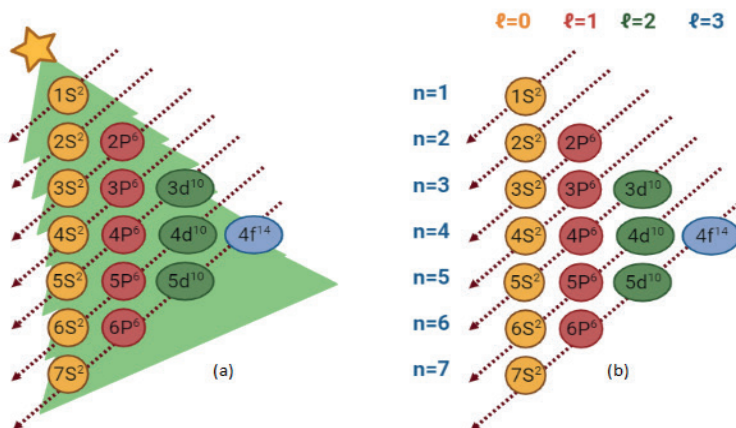 1S²
2S² 2P⁶
3S² 3P⁶ 3d¹⁰
4S² 4P⁶ 4d¹⁰ 4f¹⁴
5S² 5P⁶ 5d¹⁰
6S² 6P⁶
7S²
(a)
ℓ=0 ℓ=1 ℓ=2 ℓ=3
n=1 1S²
n=2 2S² 2P⁶
n=3 3S² 3P⁶ 3d¹⁰
n=4 4S² 4P⁶ 4d¹⁰ 4f¹⁴
n=5 5S² 5P⁶ 5d¹⁰
n=6 6S² 6P⁶
n=7 7S²
(b)